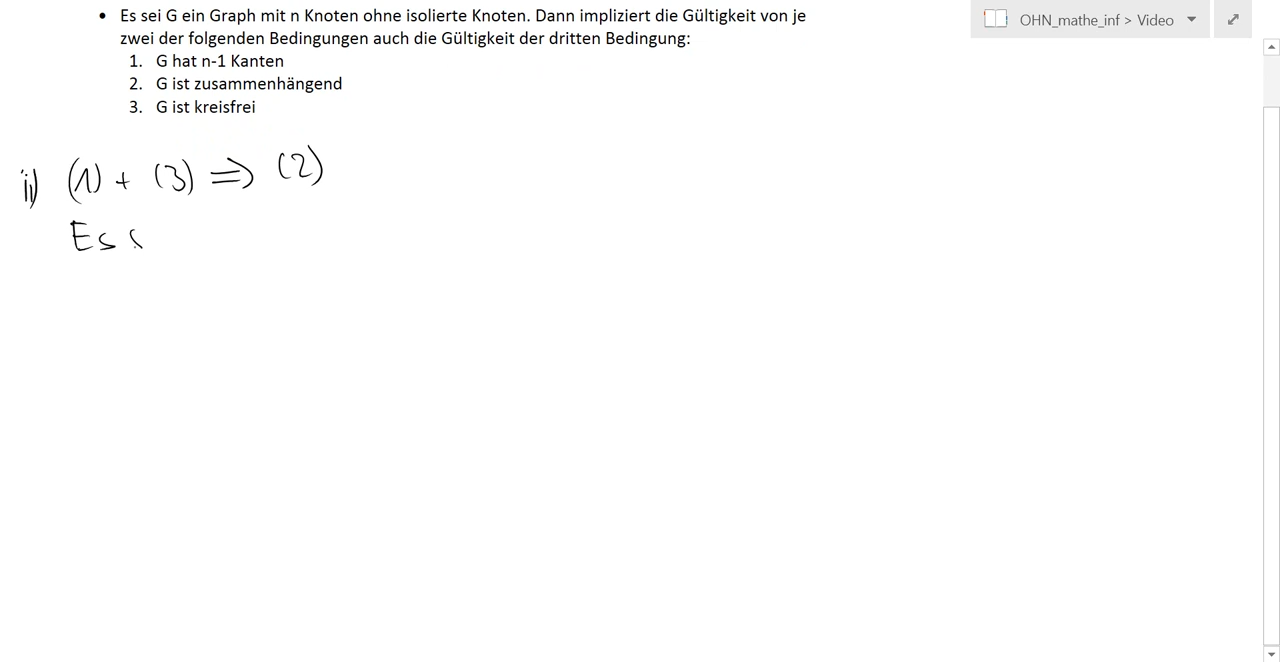 • Es sei G ein Graph mit n Knoten ohne isolierte Knoten. Dann impliziert die Gültigkeit von je
zwei der folgenden Bedingungen auch die Gültigkeit der dritten Bedingung:
1. G hat n-1 Kanten
2. G ist zusammenhängend
3. G ist kreisfrei
OHN_mathe_inf > Video
ii) (1) + (3) ⇒ (2)
Es